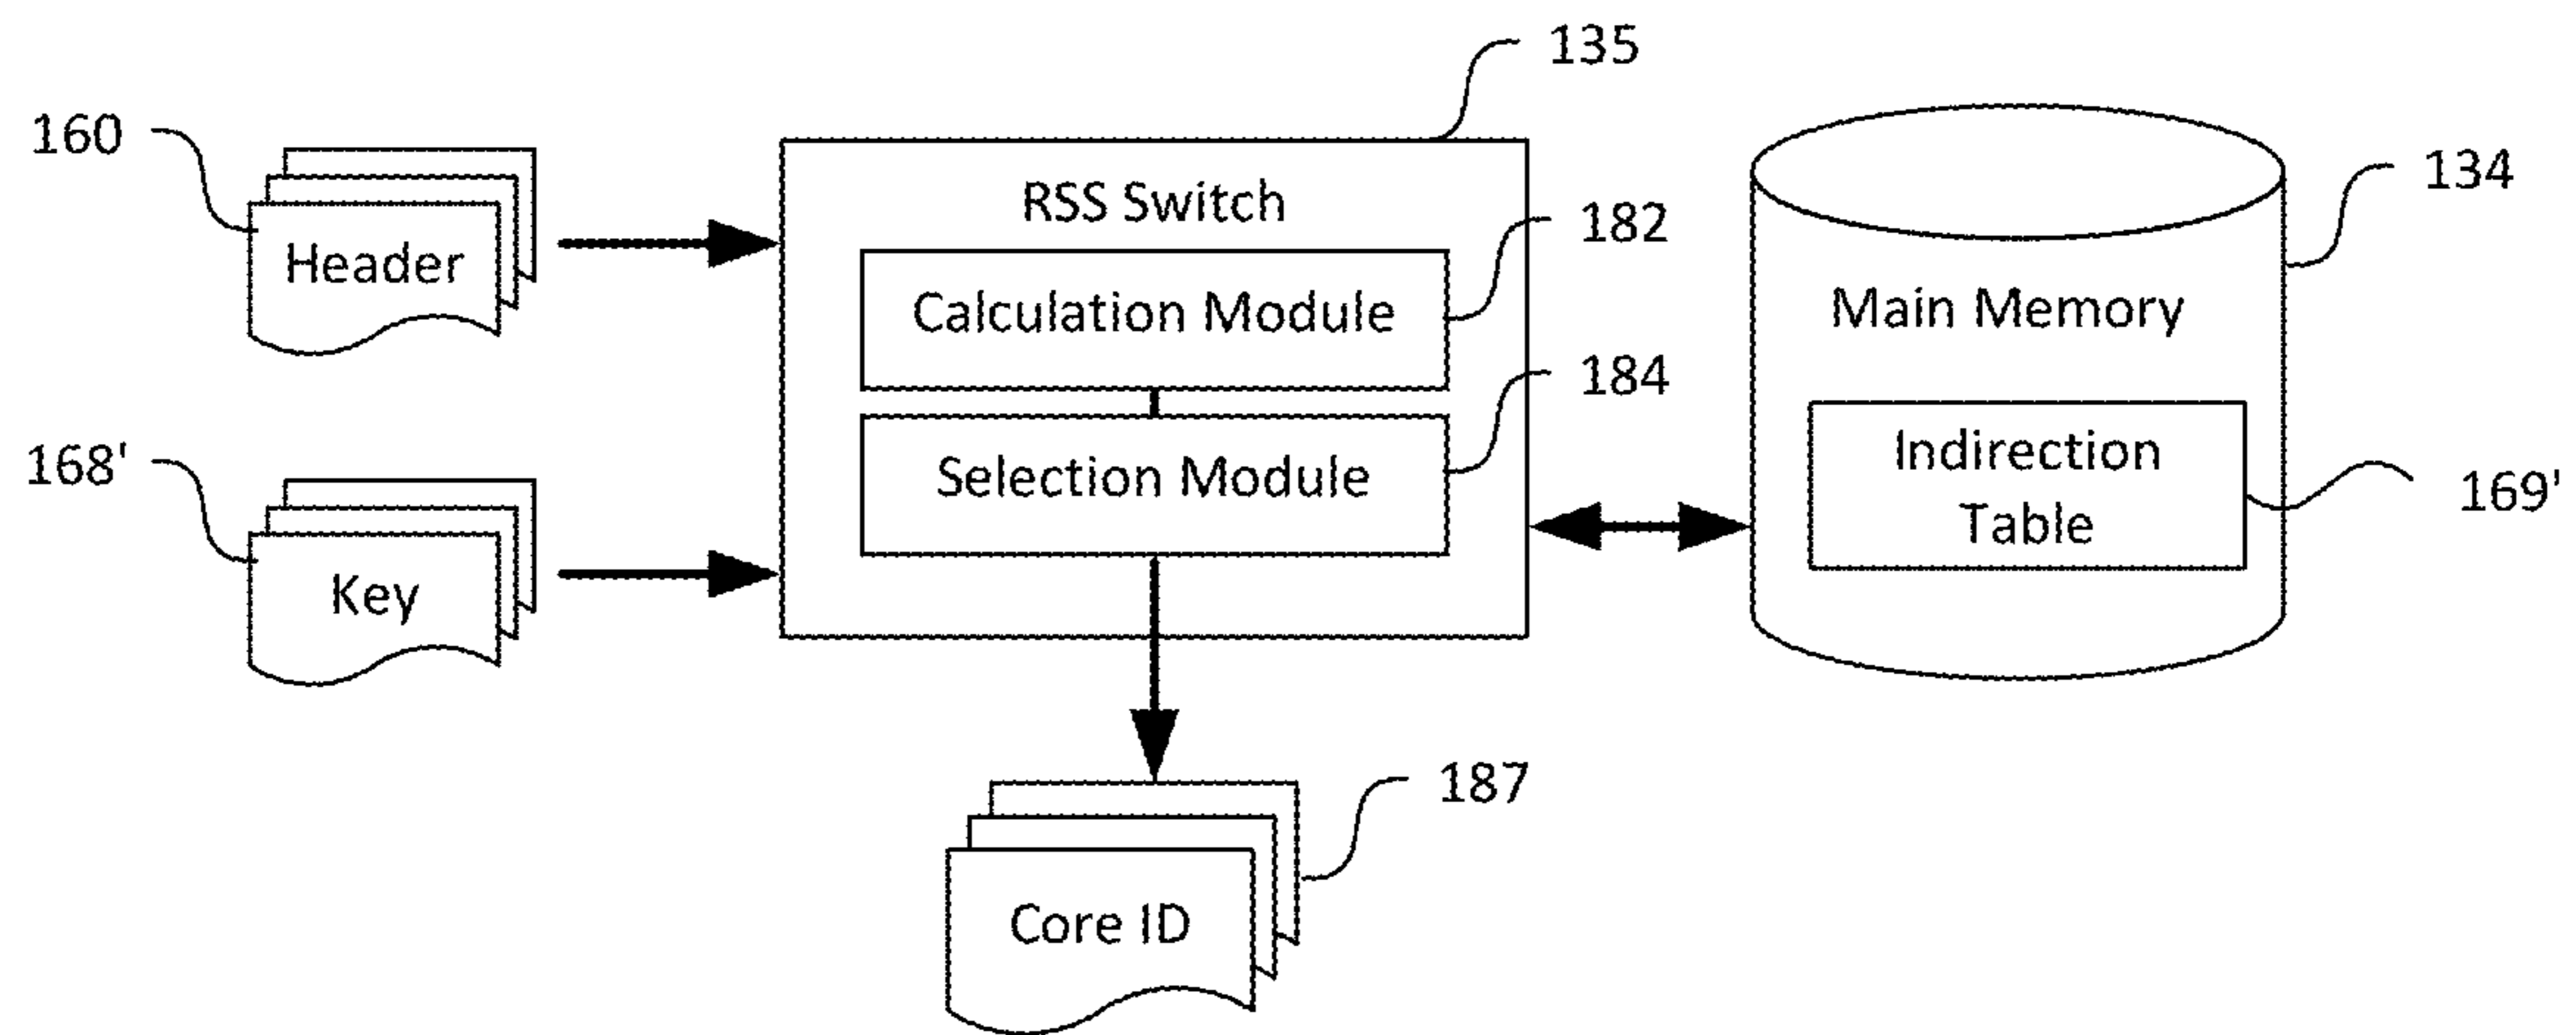 135
160
RSS Switch
134
Header
182
Calculation Module
Main Memory
184
168'
Selection Module
Indirection
Table
169'
Key
187
Core ID